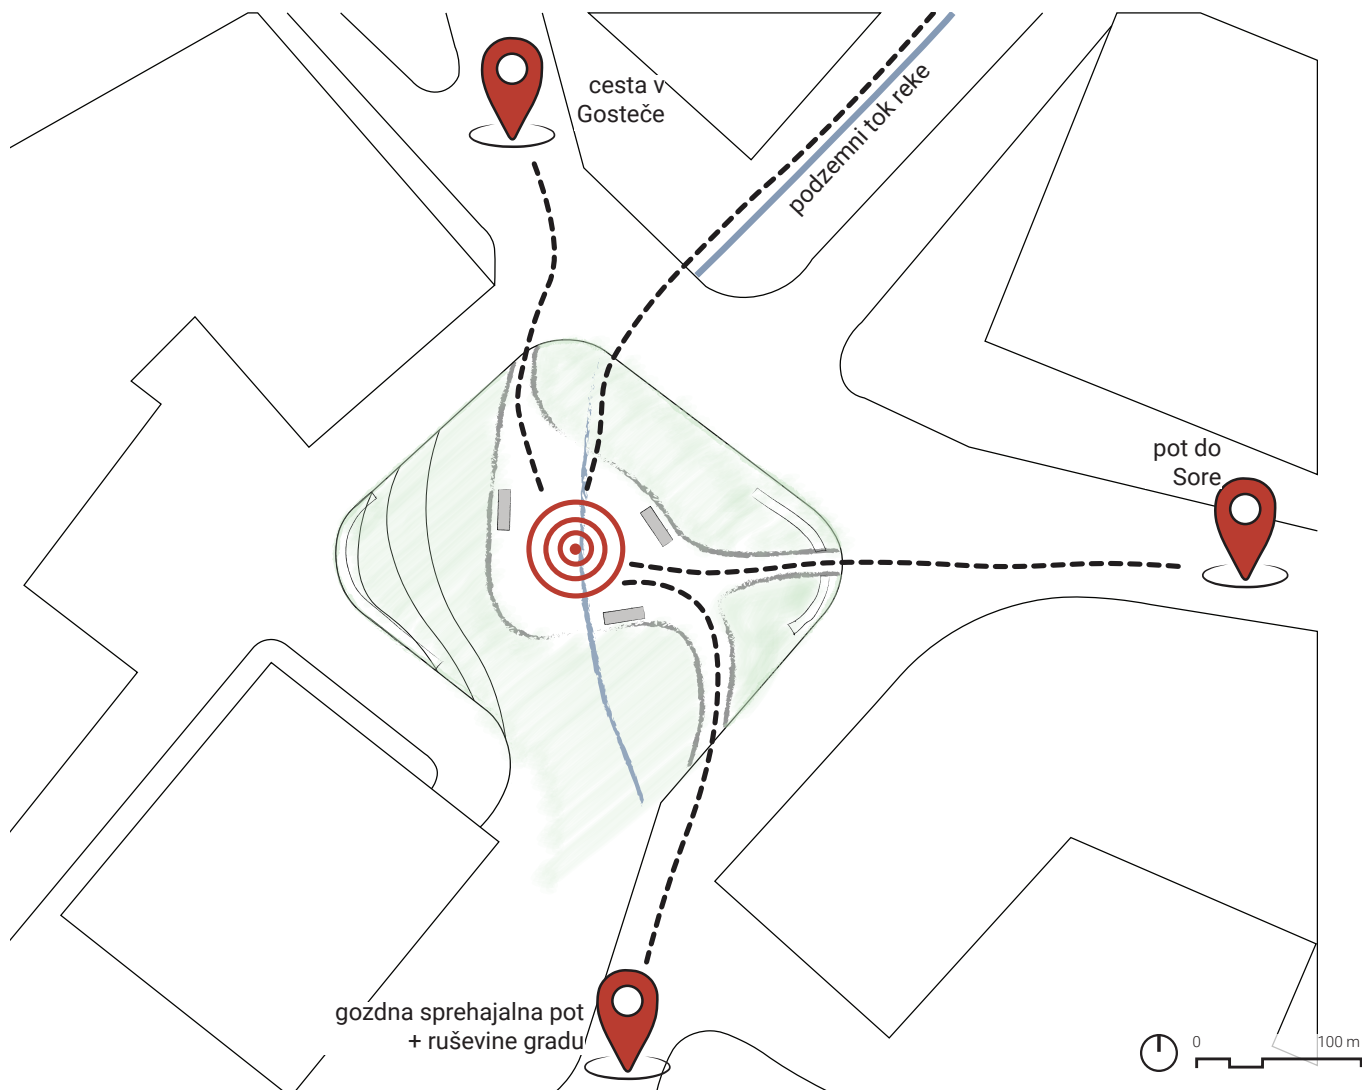 cesta v
Gosteče
podzemni tok reke
pot do
Sore
gozdna sprehajalna pot
+ ruševine gradu
0
100 m